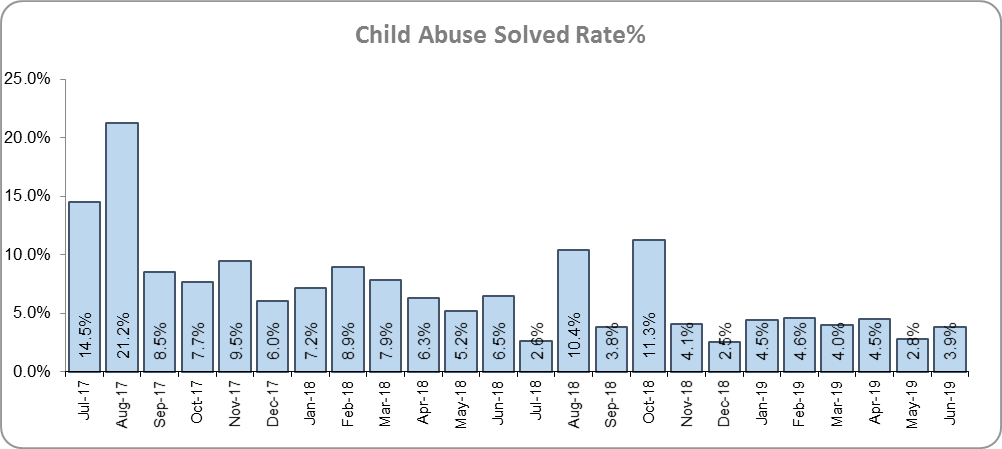 Child Abuse Solved Rate%
25.0%
20.0%
15.0%
10.0%
5.0%
0.0%
14.5%
21.2%
8.5%
7.7%
9.5%
6.0%
7.2%
8.9%
7.9%
6.3%
5.2%
6.5%
2.6%
10.4%
3.8%
11.3%
4.1%
2.5%
4.5%
4.6%
4.0%
4.5%
2.8%
3.9%
Jul-17
Aug-17
Sep-17
Oct-17
Nov-17
Dec-17
Jan-18
Feb-18
Mar-18
Apr-18
May-18
Jun-18
Jul-18
Aug-18
Sep-18
Oct-18
Nov-18
Dec-18
Jan-19
Feb-19
Mar-19
Apr-19
May-19
Jun-19